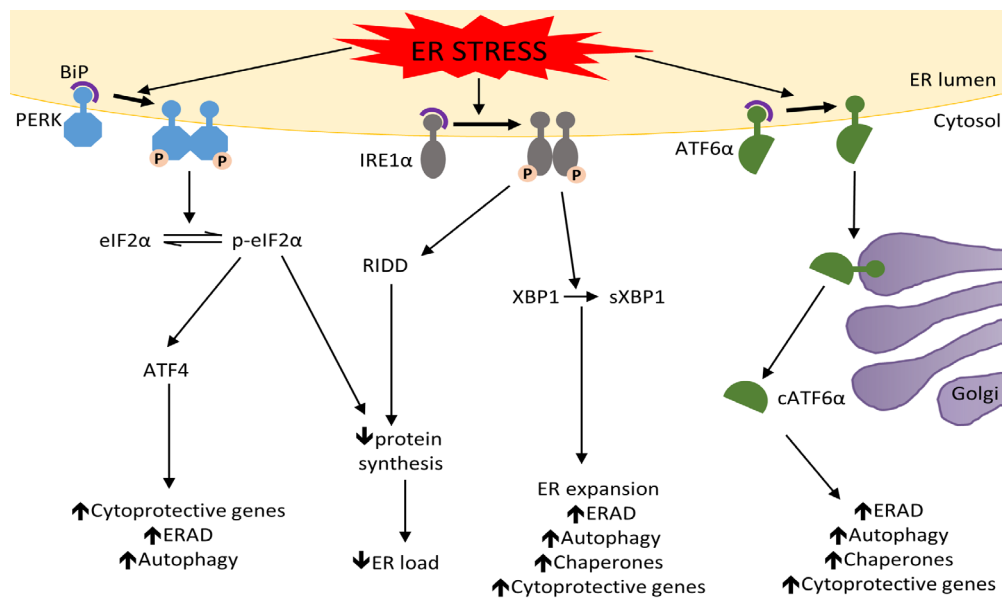 ER STRESS
BiP
ER lumen
PERK
Cytosol
IRE1α
ATF6α
P
P
P
P
eIF2α
p-eIF2α
RIDD
XBP1
sXBP1
ATF4
cATF6α
Golgi
🡇protein
synthesis
🡅Cytoprotective genes
🡅ERAD
🡅Autophagy
🡇ER load
ER expansion
🡅ERAD
🡅Autophagy
🡅Chaperones
🡅Cytoprotective genes
🡅ERAD
🡅Autophagy
🡅Chaperones
🡅Cytoprotective genes